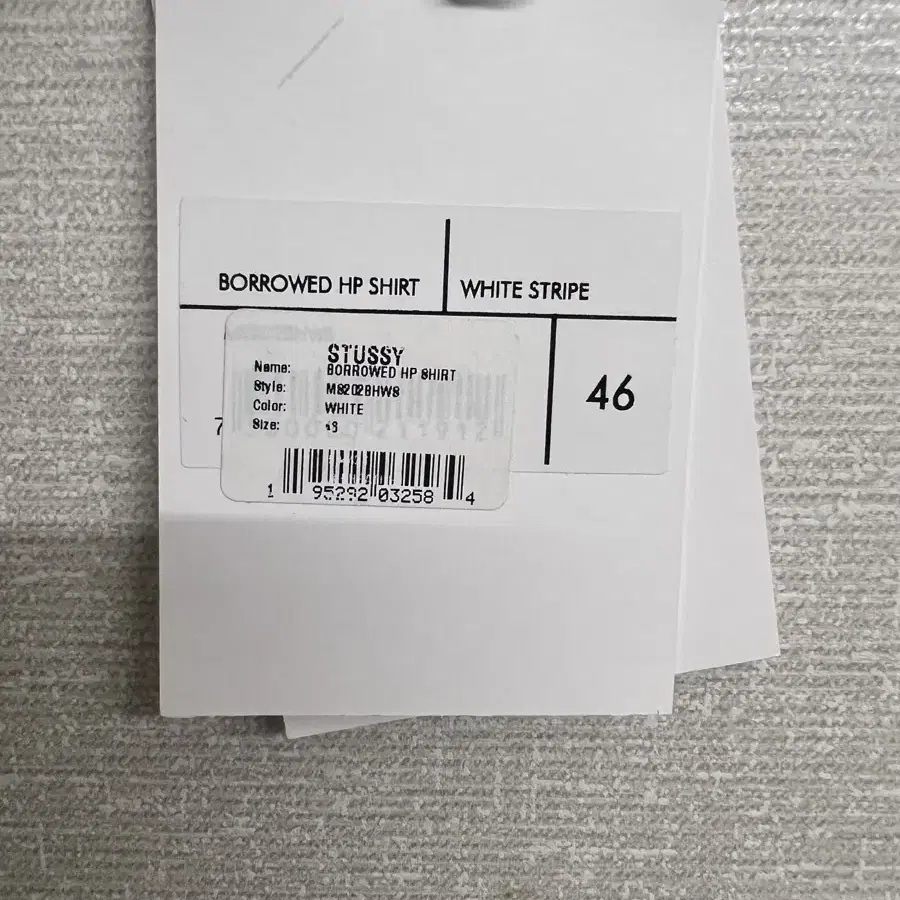 BORROWED HP SHIRT
WHITE STRIPE
46
7
STUSSY
Name: BORROWED HP SHIRT
Style:
Color: WHITE
Size:
1 95292 03258 4